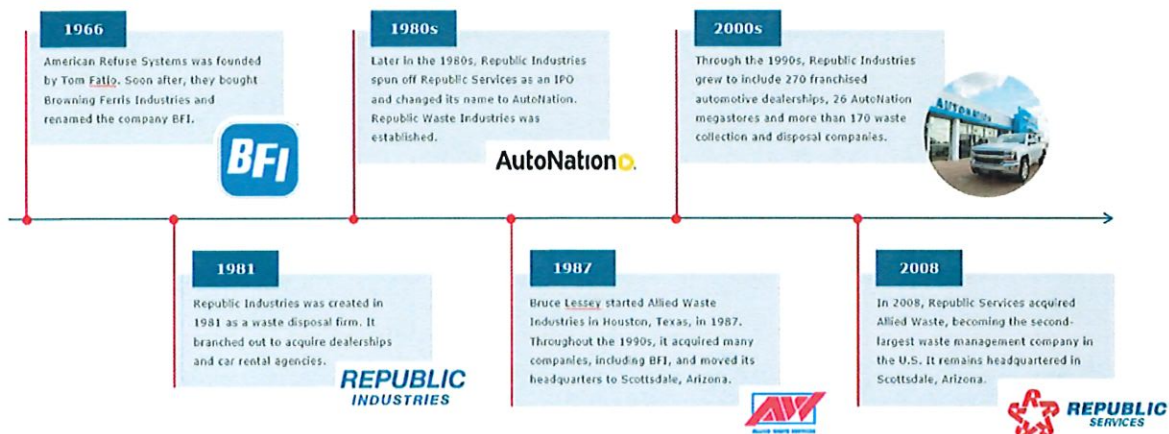 1966
American Refuse Systems was founded
by Tom Fatjo. Soon after, they bought
Browning Ferris Industries and
renamed the company BFI.
BFI
1980s
Later in the 1980s, Republic Industries
spun off Republic Services as an IPO
and changed its name to AutoNation.
Republic Waste Industries was
established.
AutoNation
2000s
Through the 1990s, Republic Industries
grew to include 270 franchised
automotive dealerships, 26 AutoNation
megastores and more than 170 waste
collection and disposal companies.
AUTONATION
1981
Republic Industries was created in
1981 as a waste disposal firm. It
branched out to acquire dealerships
and car rental agencies.
REPUBLIC
INDUSTRIES
1987
Bruce Lessey started Allied Waste
Industries in Houston, Texas, in 1987.
Throughout the 1990s, it acquired many
companies, including BFI, and moved its
headquarters to Scottsdale, Arizona.
AW
ALLIED WASTE SERVICES
2008
In 2008, Republic Services acquired
Allied Waste, becoming the second-
largest waste management company in
the U.S. It remains headquartered in
Scottsdale, Arizona.
RRRRR
REPUBLIC
SERVICES